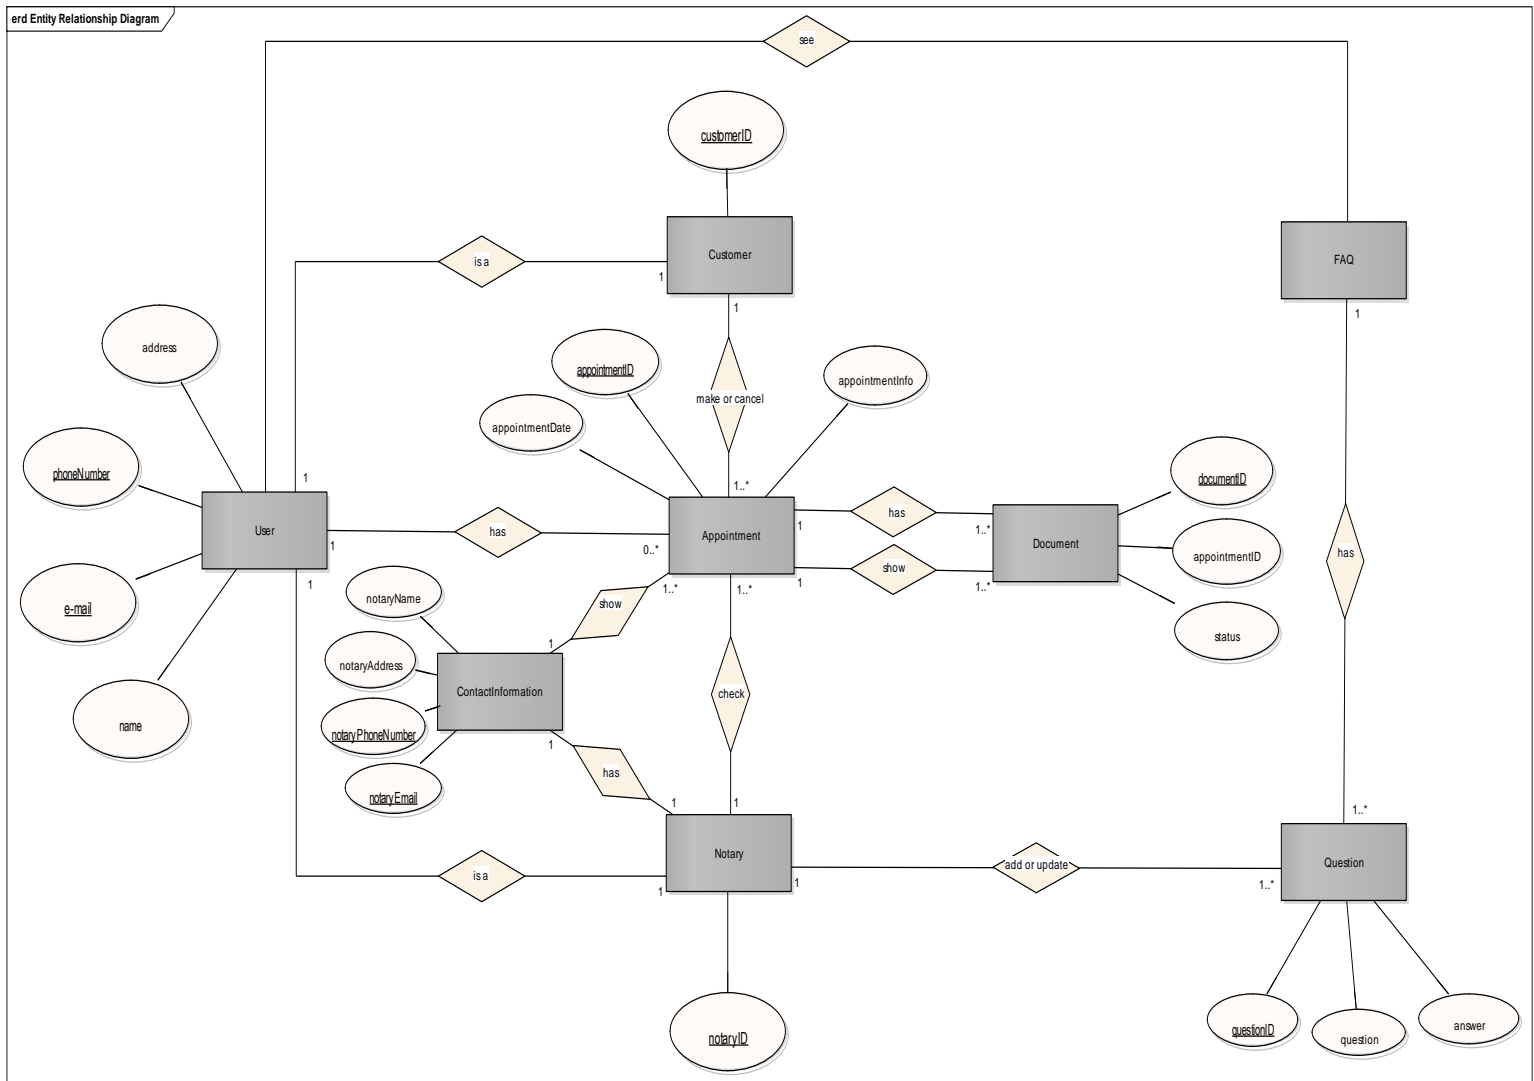 erd Entity Relationship Diagram
see
customerID
Customer
FAQ
is a
1
1
1
address
appointmentID
appointmentInfo
make or cancel
appointmentDate
phoneNumber
documentID
1
1..*
User
has
Appointment
1
has
1..*
Document
has
1
0..*
appointmentID
1
1..*
show
1
1..*
1..*
e-mail
notaryName
show
status
1
notaryAddress
ContactInformation
check
name
notaryPhoneNumber
1
has
notaryEmail
1
1
1..*
Notary
add or update
Question
is a
1
1
1..*
questionID
question
answer
notaryID